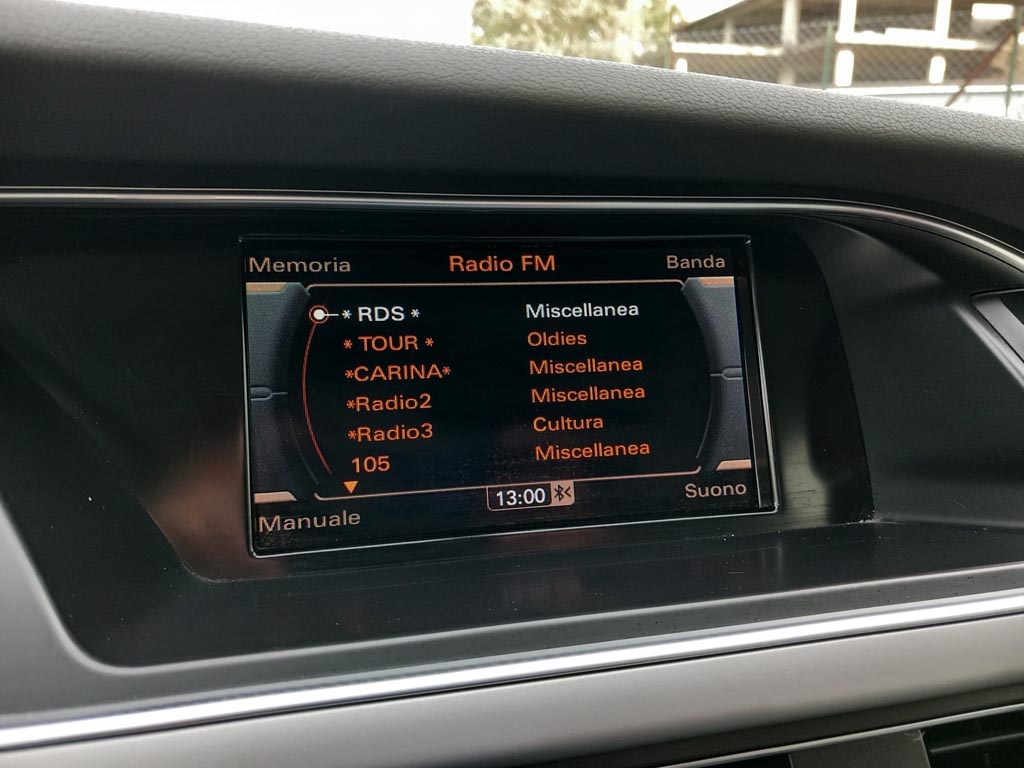 Memoria Radio FM Banda
* RDS * Miscellanea
* TOUR * Oldies
*CARINA* Miscellanea
*Radio2 Miscellanea
*Radio3 Cultura
105 Miscellanea
Manuale 13:00 Suono